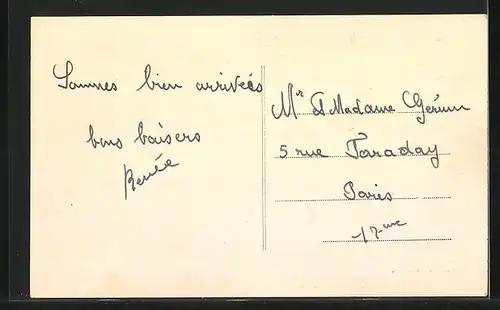 Sommes bien arrivées
bons baisers
Renée
Mr et Madame
5 rue Faraday
Paris
17me